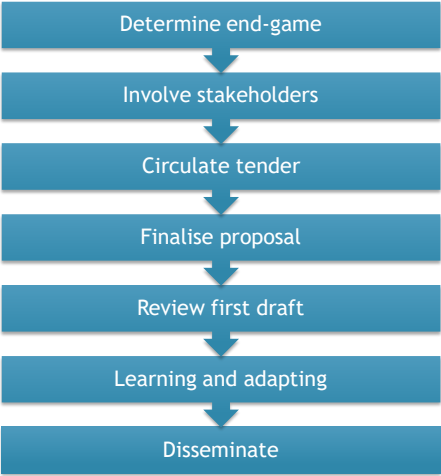 Determine end-game
Involve stakeholders
Circulate tender
Finalise proposal
Review first draft
Learning and adapting
Disseminate